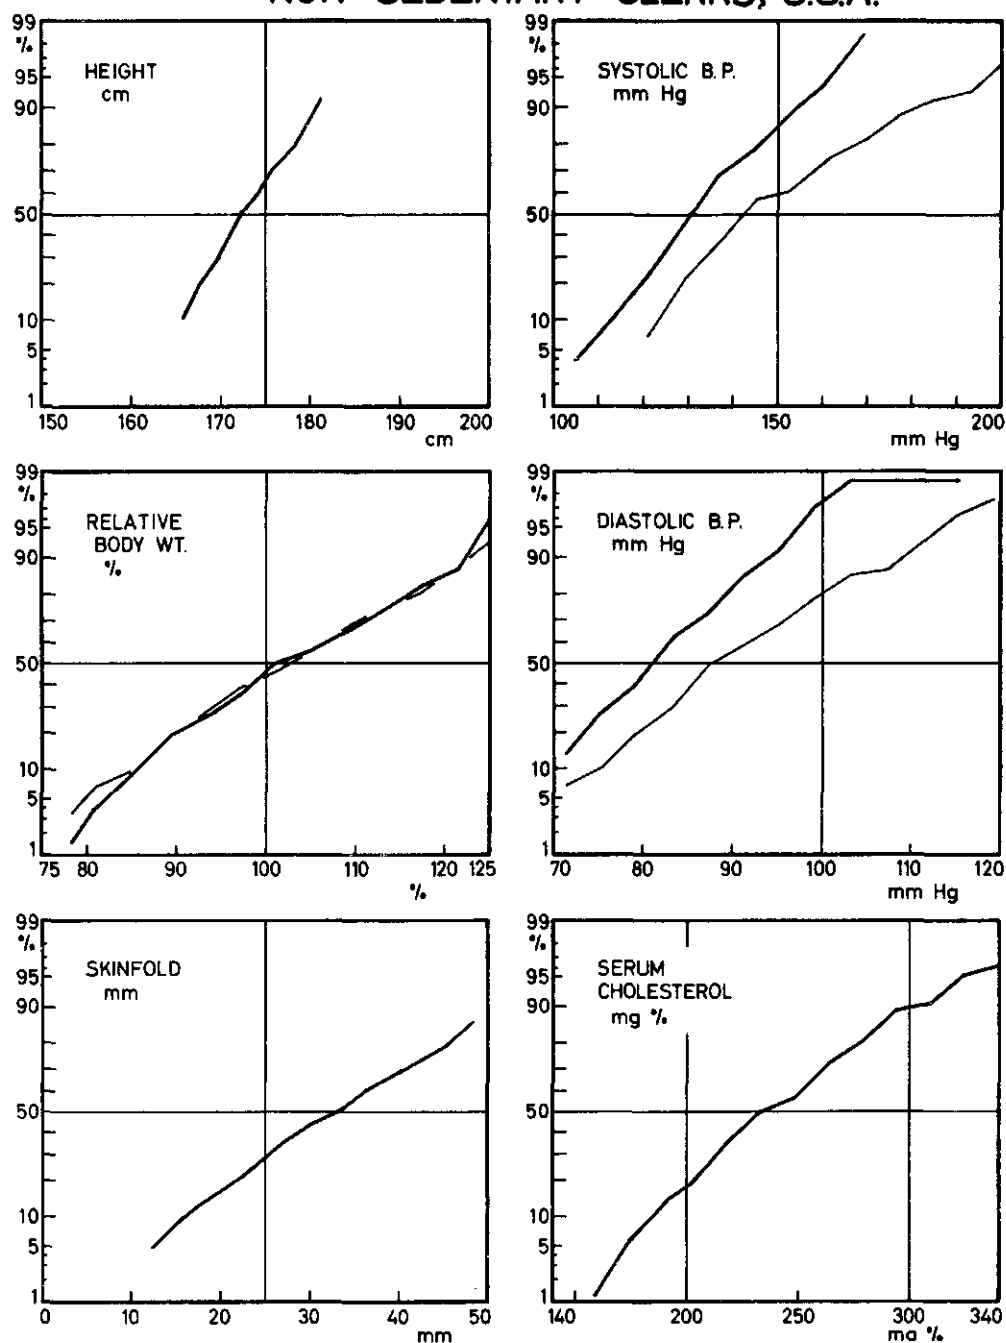 NON-SEDENTARY CLERKS, U.S.A.
99
%
95
90
50
10
5
1
HEIGHT
cm
150 160 170 180 190 200
cm
99
%
95
90
50
10
5
1
SYSTOLIC B.P.
mm Hg
100 150 200
mm Hg
99
%
95
90
50
10
5
1
RELATIVE
BODY WT.
%
75 80 90 100 110 120 125
%
99
%
95
90
50
10
5
1
DIASTOLIC B.P.
mm Hg
70 80 90 100 110 120
mm Hg
99
%
95
90
50
10
5
1
SKINFOLD
mm
0 10 20 30 40 50
mm
99
%
95
90
50
10
5
1
SERUM
CHOLESTEROL
mg %
140 200 250 300 340
mg %